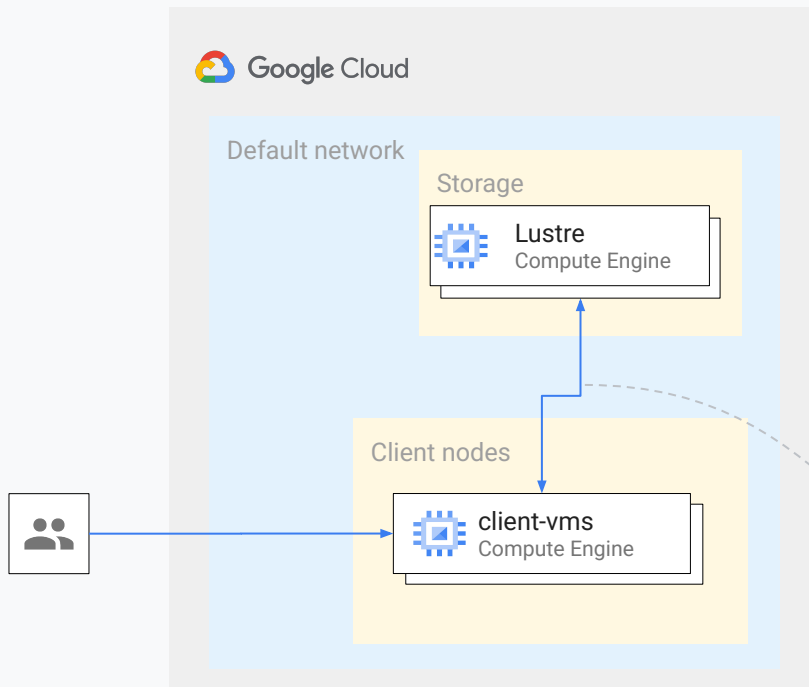 Google Cloud
Default network
Storage
Lustre
Compute Engine
Client nodes
client-vms
Compute Engine